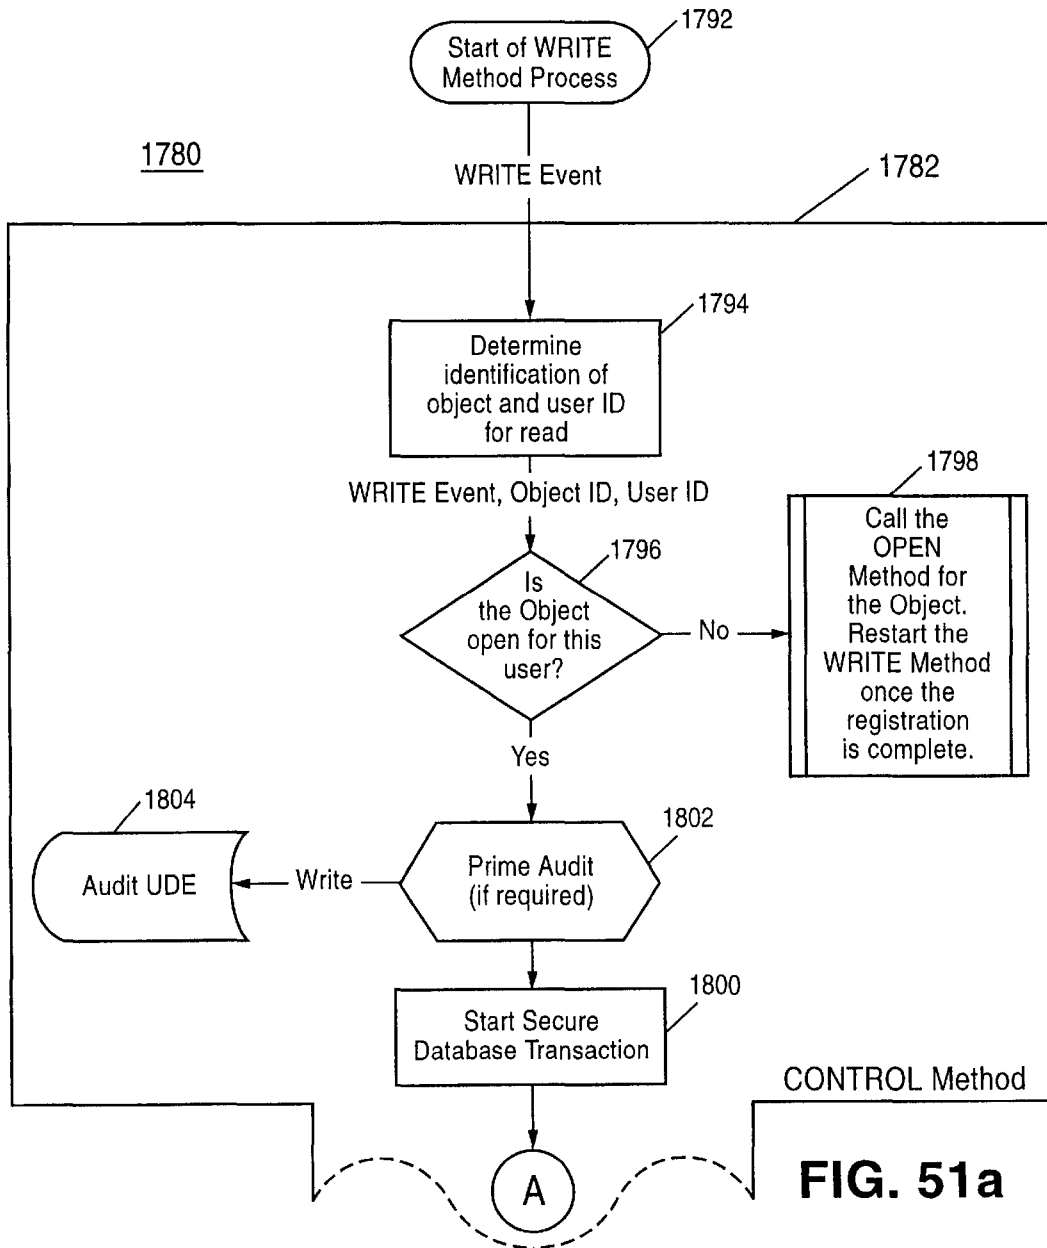 1792
Start of WRITE
Method Process
1780
WRITE Event
1782
1794
Determine
identification of
object and user ID
for read
WRITE Event, Object ID, User ID
1796
Is
the Object
open for this
user?
No
1798
Call the
OPEN
Method for
the Object.
Restart the
WRITE Method
once the
registration
is complete.
Yes
1804
Audit UDE
Write
1802
Prime Audit
(if required)
1800
Start Secure
Database Transaction
CONTROL Method
A
FIG. 51a